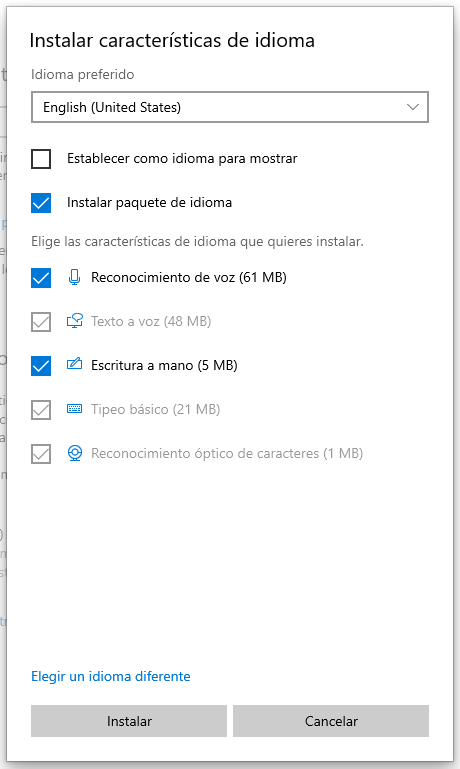 Instalar características de idioma
Idioma preferido
English (United States)
Establecer como idioma para mostrar
Instalar paquete de idioma
Elige las características de idioma que quieres instalar.
Reconocimiento de voz (61 MB)
Texto a voz (48 MB)
Escritura a mano (5 MB)
Tipeo básico (21 MB)
Reconocimiento óptico de caracteres (1 MB)
Elegir un idioma diferente
Instalar
Cancelar